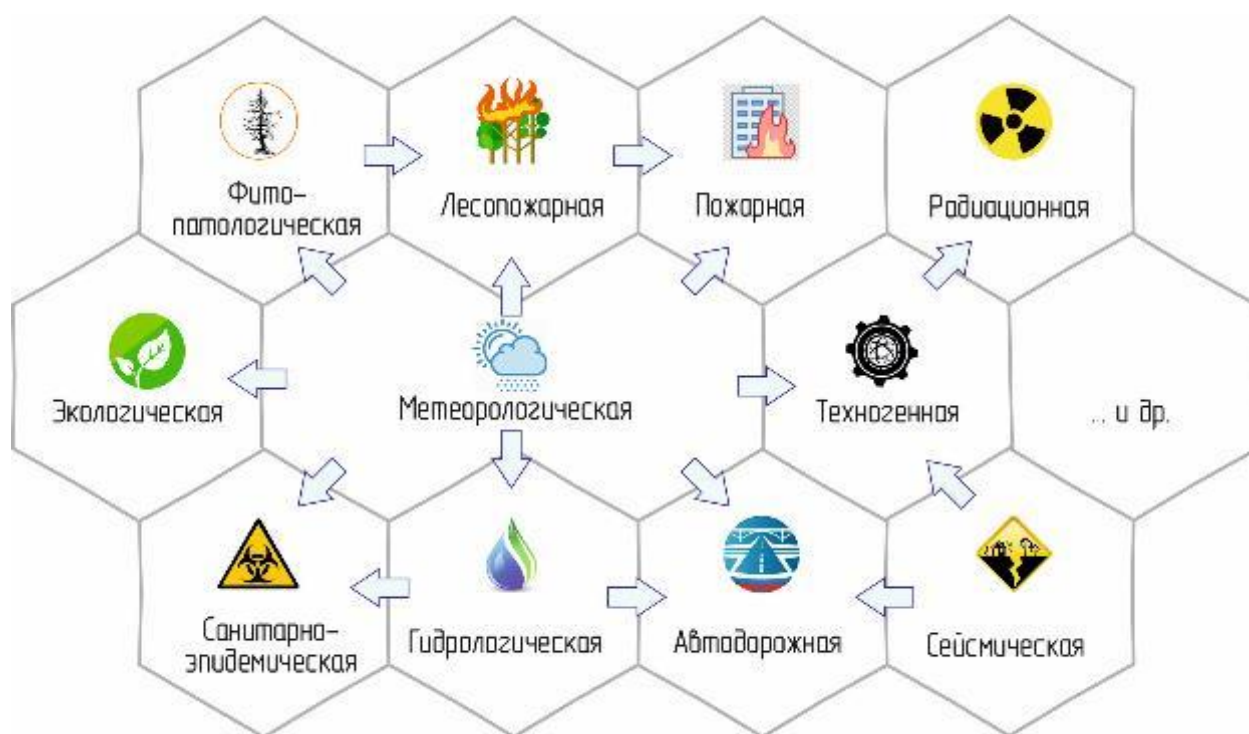 Фито-
патологическая
Лесопожарная
Пожарная
Радиационная
Экологическая
Метеорологическая
Техногенная
... и др.
Санитарно-
эпидемическая
Гидрологическая
Автодорожная
Сейсмическая